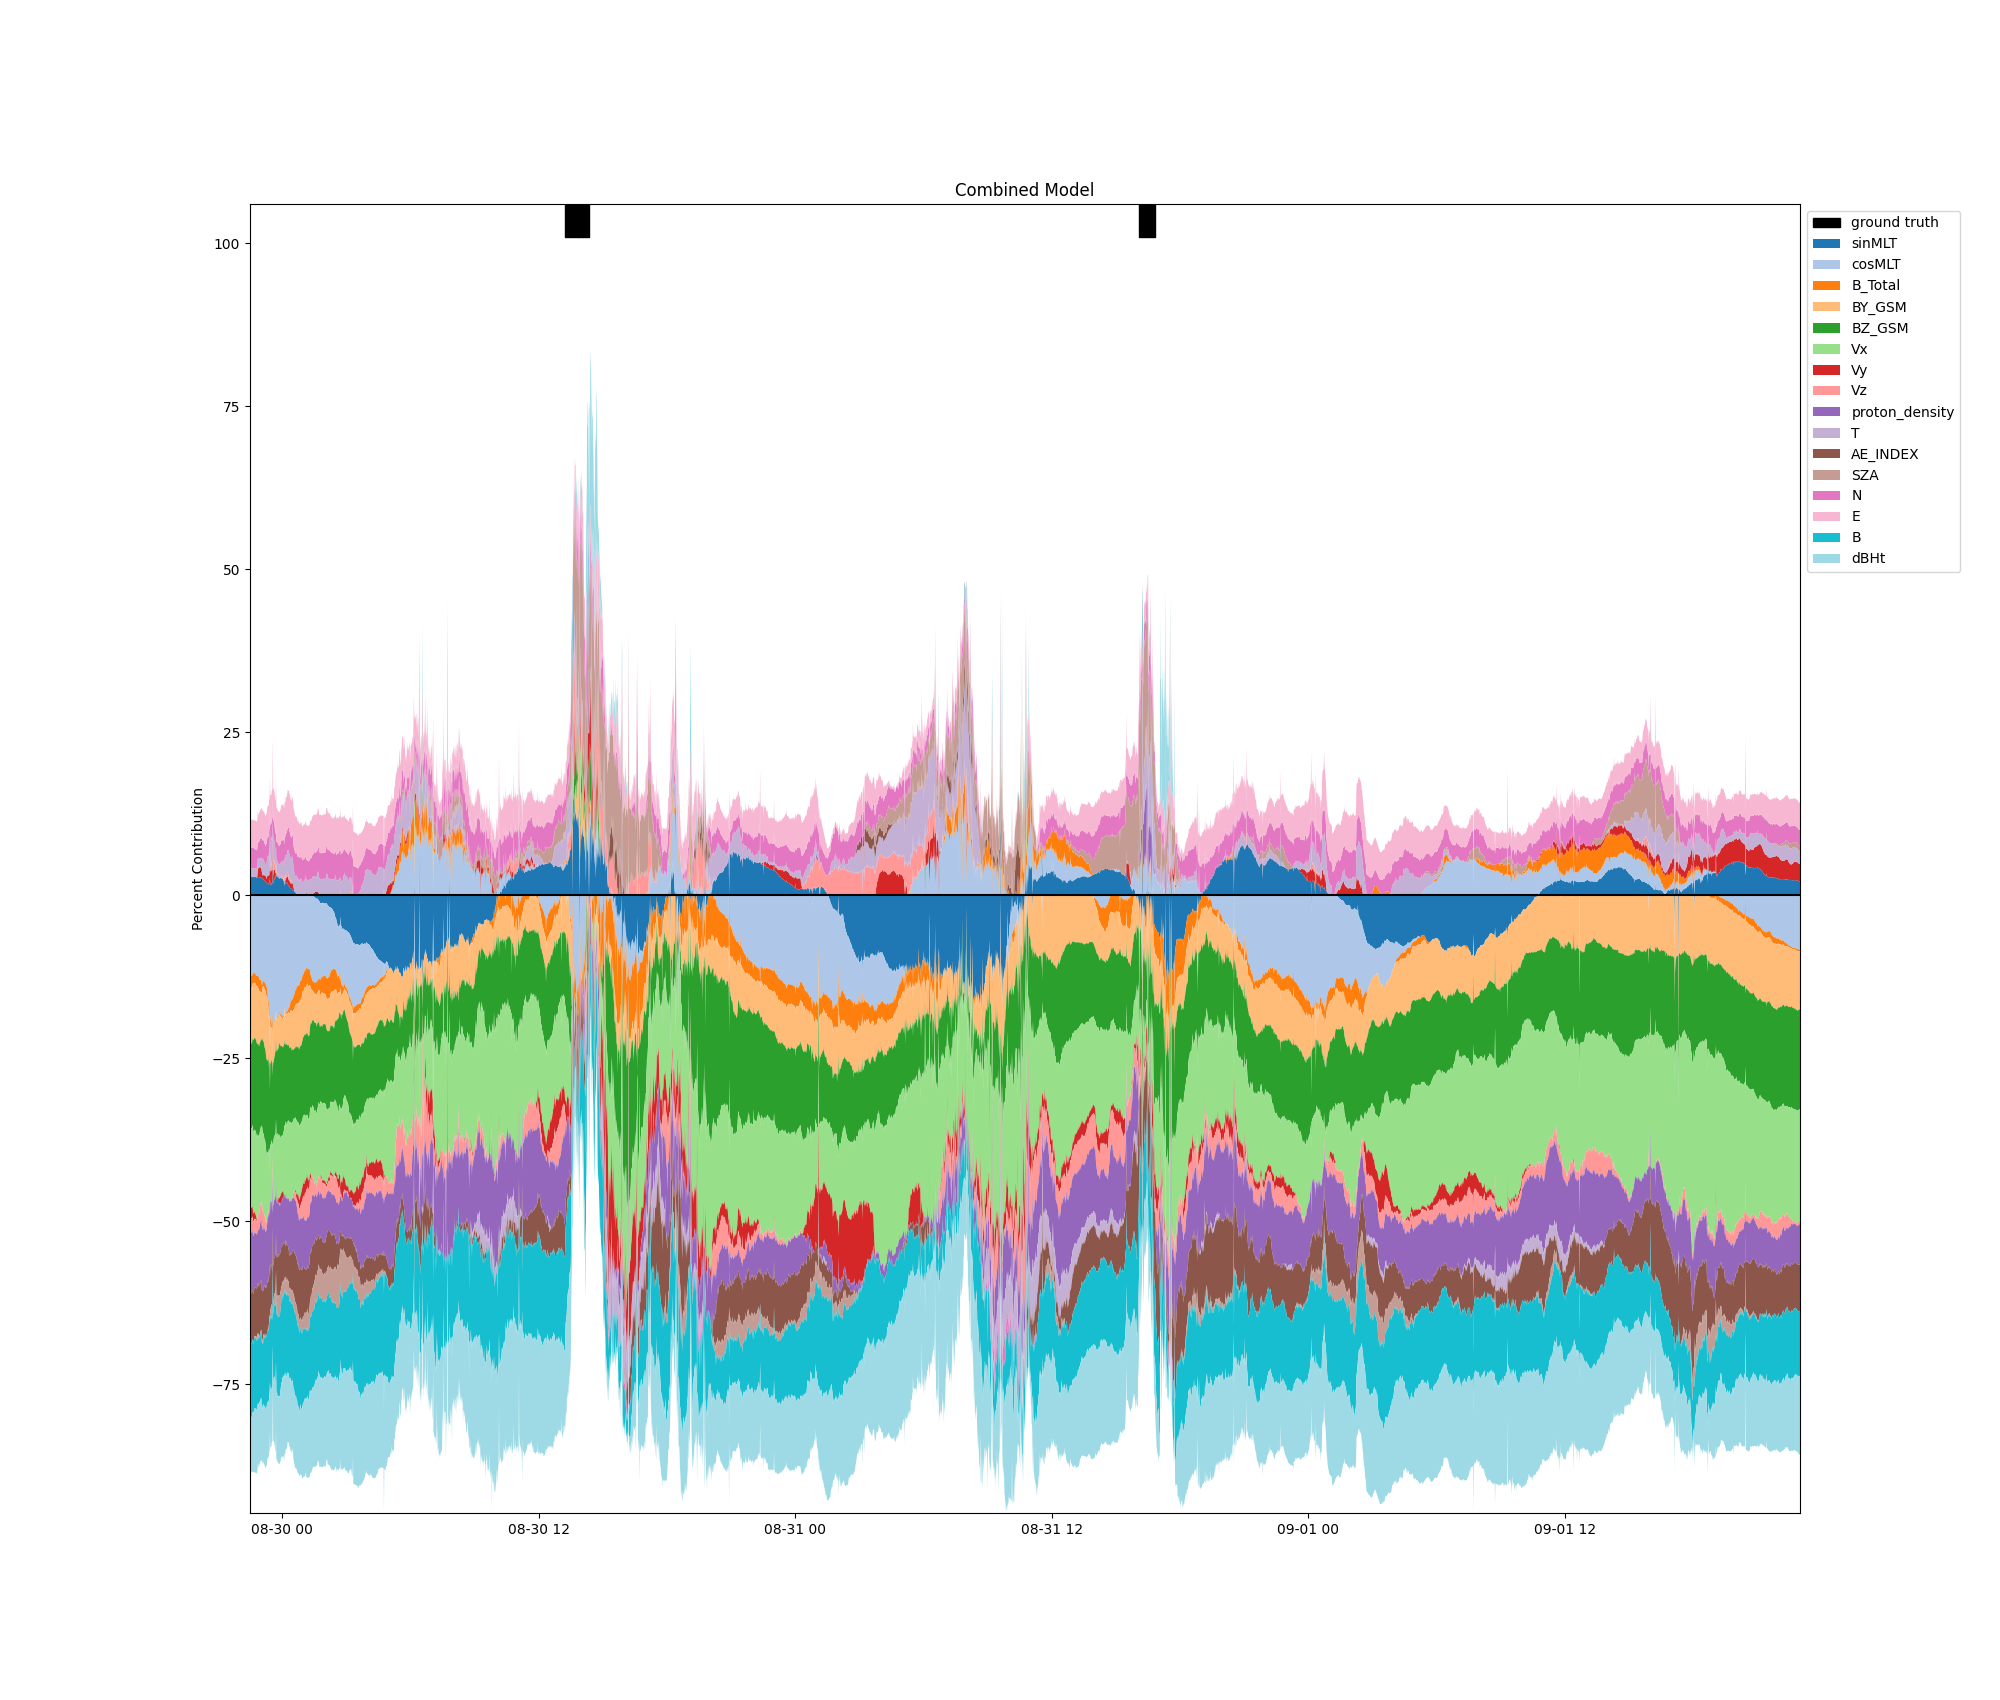 Combined Model
100
75
50
25
0
−25
−50
−75
Percent Contribution
08-30 00
08-30 12
08-31 00
08-31 12
09-01 00
09-01 12
ground truth
sinMLT
cosMLT
B_Total
BY_GSM
BZ_GSM
Vx
Vy
Vz
proton_density
T
AE_INDEX
SZA
N
E
B
dBHt